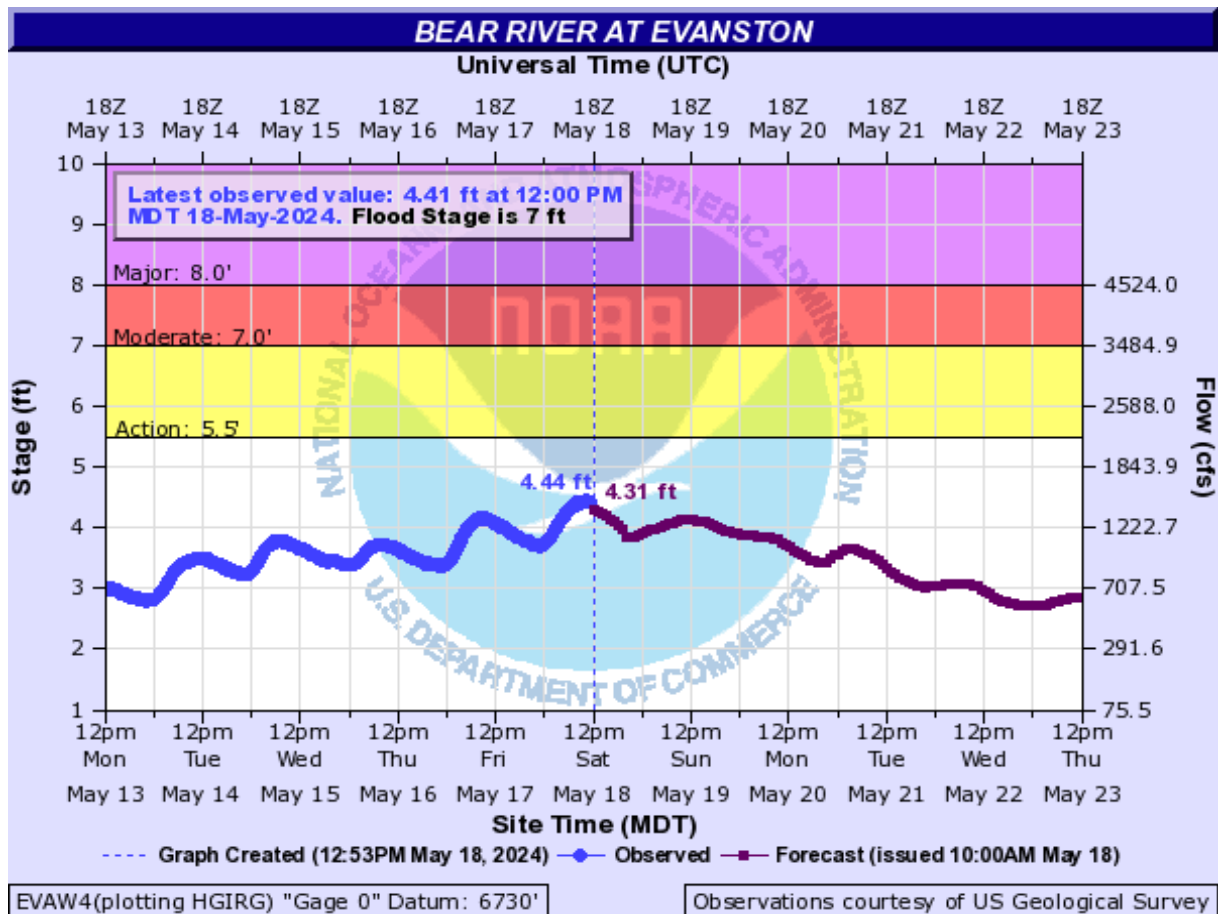 BEAR RIVER AT EVANSTON
Universal Time (UTC)
18Z 18Z 18Z 18Z 18Z 18Z 18Z 18Z 18Z 18Z 18Z
May 13 May 14 May 15 May 16 May 17 May 18 May 19 May 20 May 21 May 22 May 23
10
Latest observed value: 4.41 ft at 12:00 PM
MDT 18-May-2024. Flood Stage is 7 ft
9
Major: 8.0'
8 4524.0
Moderate: 7.0'
7 3484.9
6 2588.0
Action: 5.5'
5 1843.9
4.44 ft 4.31 ft
4 1222.7
3 707.5
2 291.6
1 75.5
Stage (ft)
Flow (cfs)
NATIONAL OCEANIC AND ATMOSPHERIC ADMINISTRATION
NOAA
U.S. DEPARTMENT OF COMMERCE
12pm 12pm 12pm 12pm 12pm 12pm 12pm 12pm 12pm 12pm 12pm
Mon Tue Wed Thu Fri Sat Sun Mon Tue Wed Thu
May 13 May 14 May 15 May 16 May 17 May 18 May 19 May 20 May 21 May 22 May 23
Site Time (MDT)
Graph Created (12:53PM May 18, 2024) Observed Forecast (issued 10:00AM May 18)
EVAW4(plotting HGIRG) "Gage 0" Datum: 6730' Observations courtesy of US Geological Survey